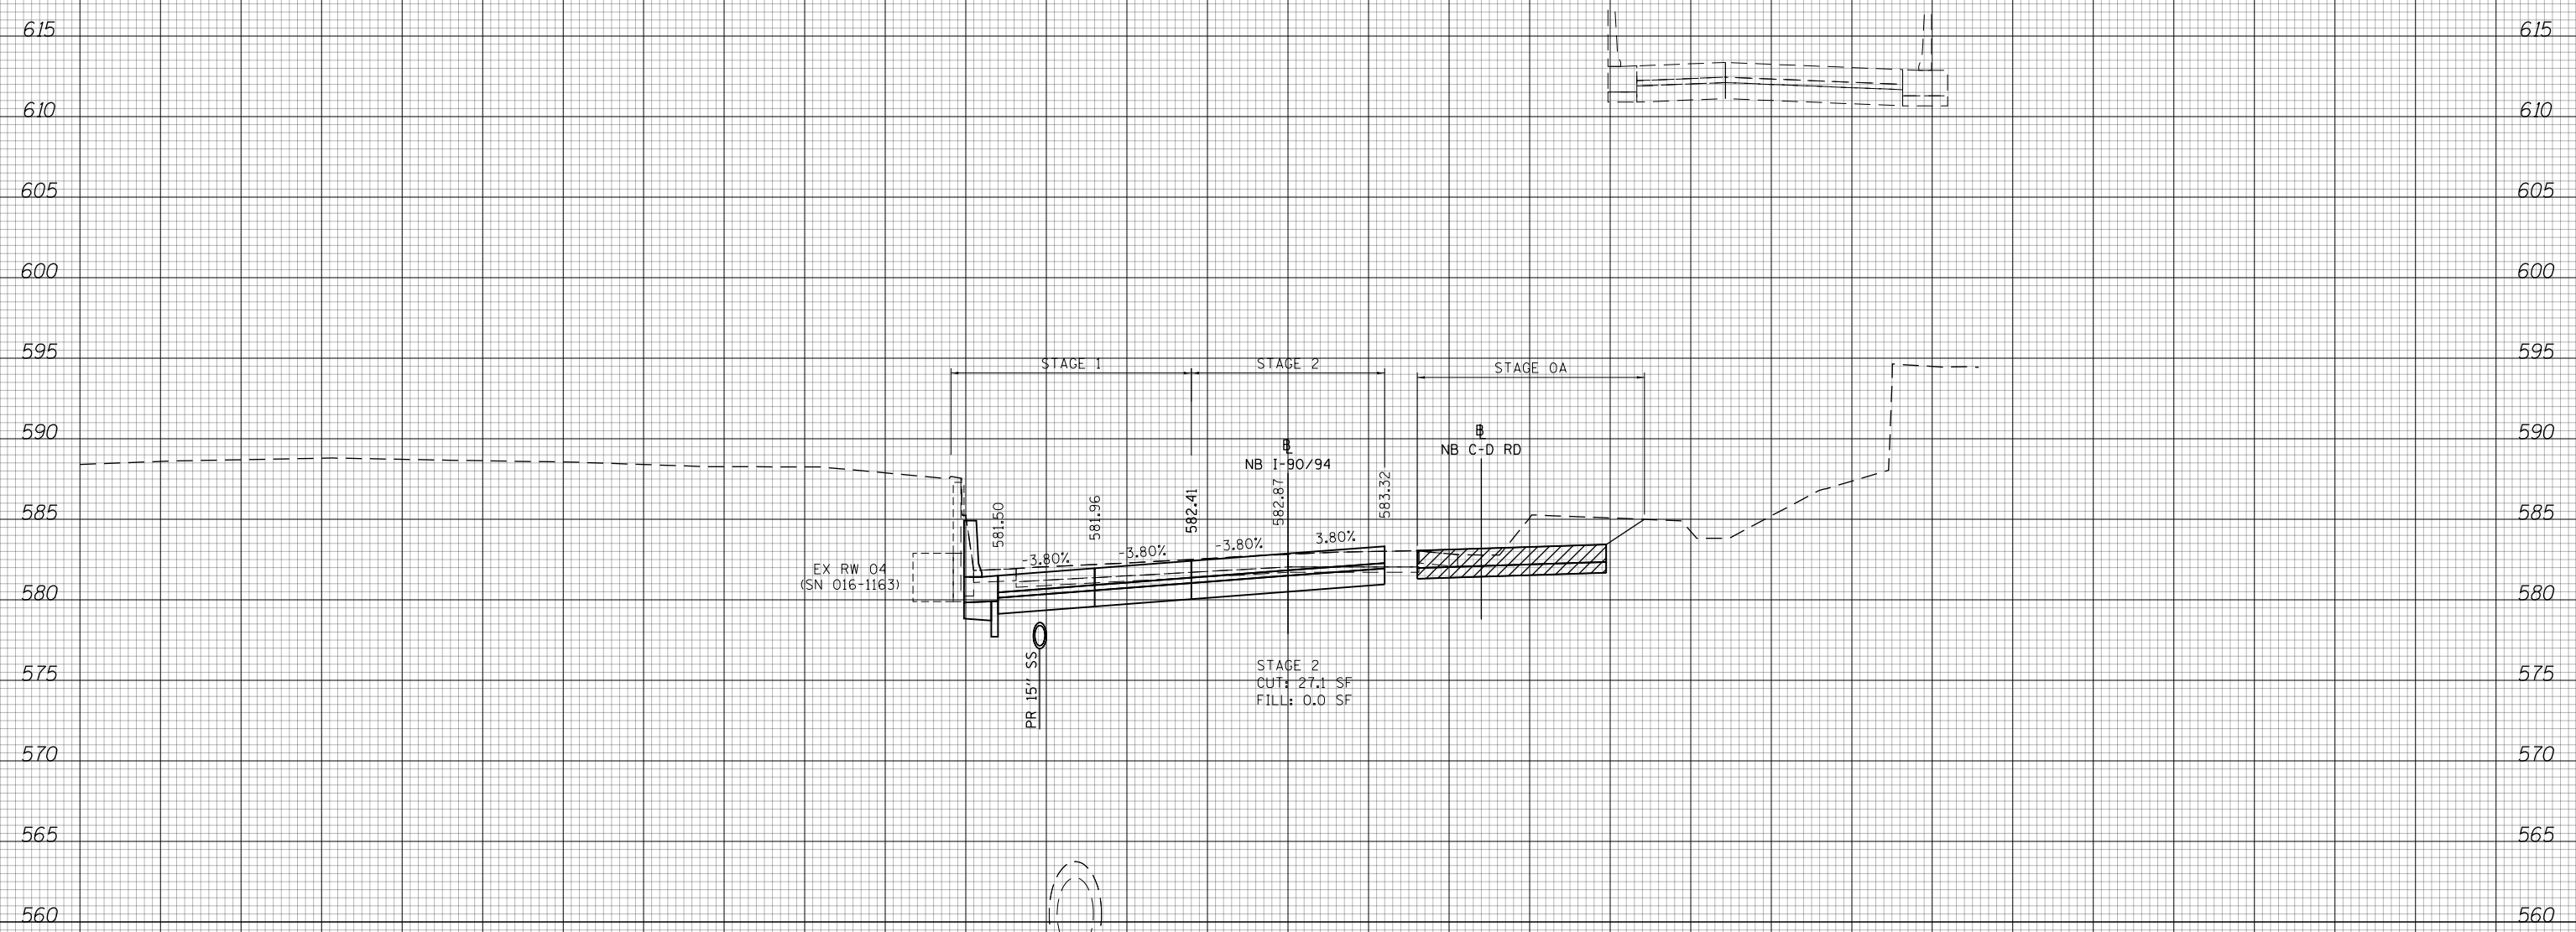 615 615
610 610
605 605
600 600
595 595
STAGE 1 STAGE 2 STAGE 0A
590 590
NB I-90/94 NB C-D RD
585 585
581.50 581.96 582.41 582.87 583.32
-3.80% -3.80% -3.80% 3.80%
EX RW 04
(SN 016-1163)
580 580
PR 15" SS
575 575
STAGE 2
CUT: 27.1 SF
FILL: 0.0 SF
570 570
565 565
560 560